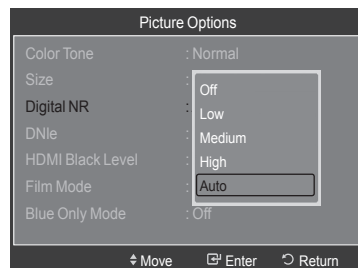 Picture Options
Color Tone : Normal
Size :
Digital NR :
DNIe :
HDMI Black Level :
Film Mode :
Blue Only Mode : Off
Off
Low
Medium
High
Auto
Move Enter Return